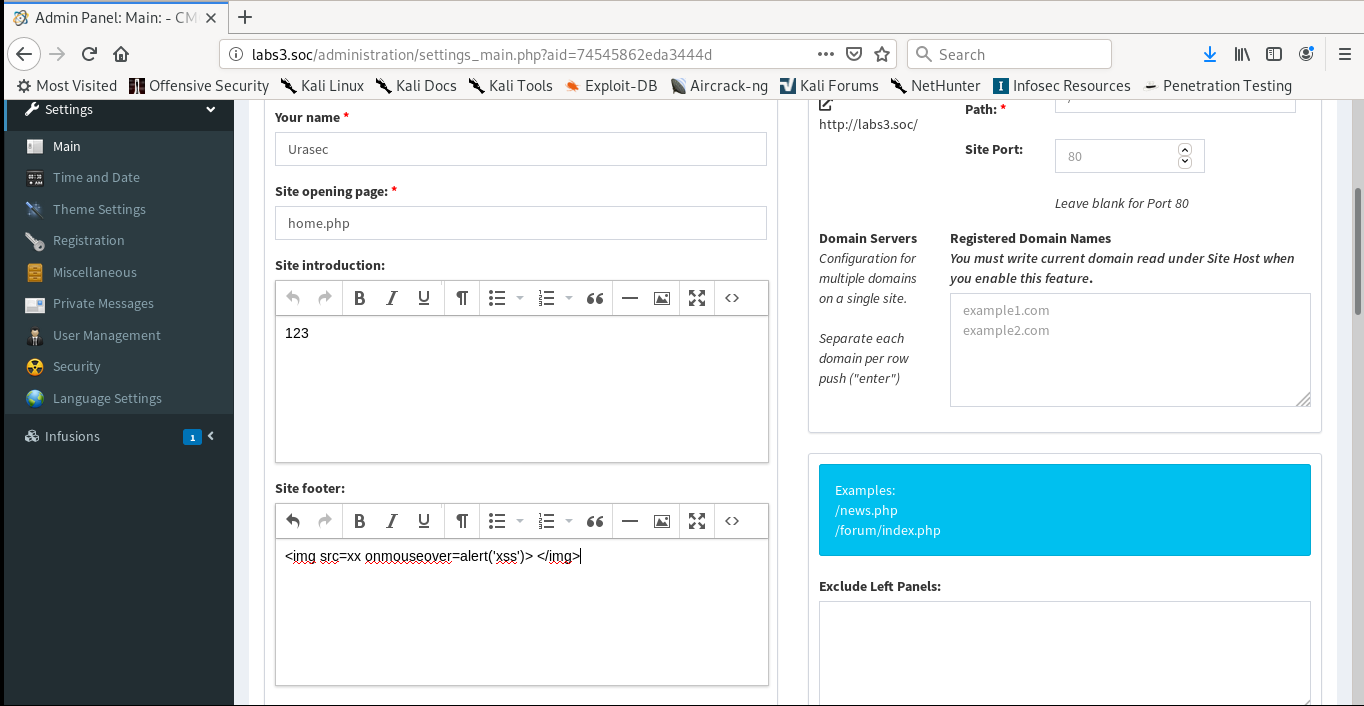 Admin Panel: Main: - CM
labs3.soc/administration/settings_main.php?aid=74545862eda3444d
Search
Most Visited
Offensive Security
Kali Linux
Kali Docs
Kali Tools
Exploit-DB
Aircrack-ng
Kali Forums
NetHunter
Infosec Resources
Penetration Testing
Settings
Main
Time and Date
Theme Settings
Registration
Miscellaneous
Private Messages
User Management
Security
Language Settings
Infusions
1
Your name *
Urasec
Site opening page: *
home.php
Site introduction:
B I U ¶
123
Site footer:
B I U ¶
<img src=xx onmouseover=alert('xss')> </img>
http://labs3.soc/
Path: *
Site Port:
80
Leave blank for Port 80
Domain Servers
Configuration for
multiple domains
on a single site.
Separate each
domain per row
push ("enter")
Registered Domain Names
You must write current domain read under Site Host when
you enable this feature.
example1.com
example2.com
Examples:
/news.php
/forum/index.php
Exclude Left Panels: